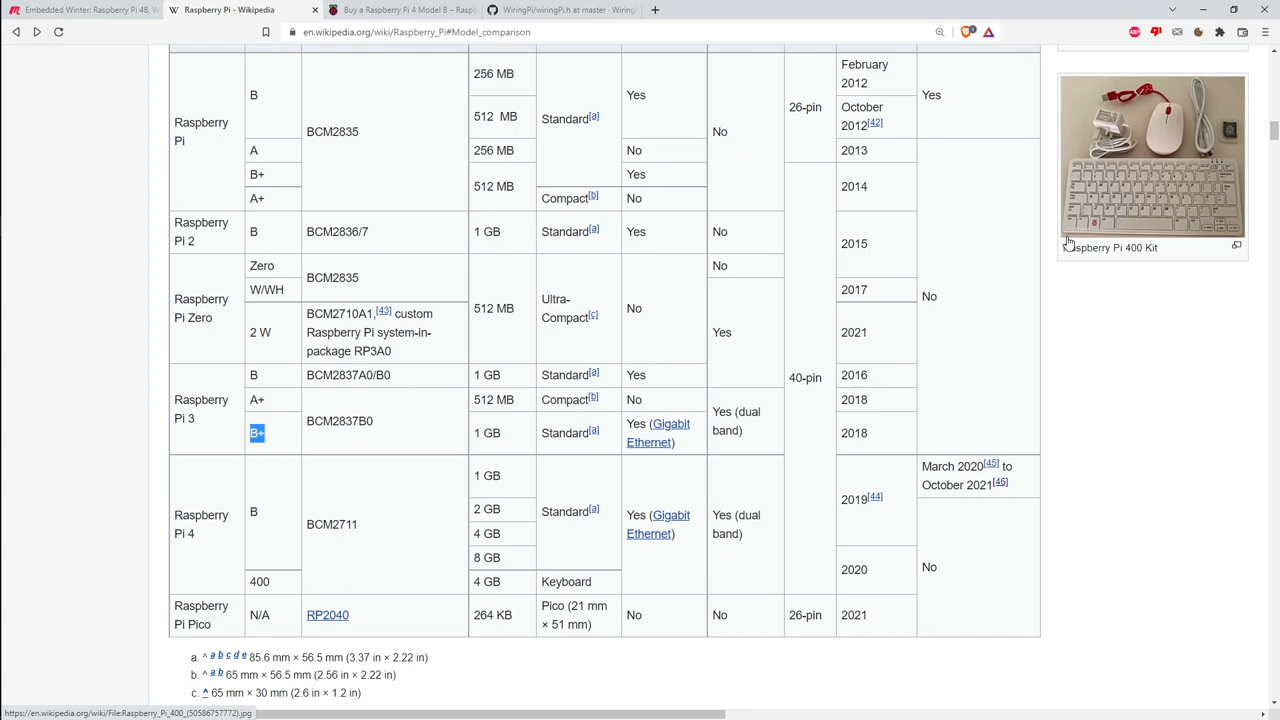 Embedded Winter: Raspberry Pi 4B, W
Raspberry Pi - Wikipedia
Buy a Raspberry Pi 4 Model B – Raspb
WiringPi/wiringPi.h at master · Wiring
en.wikipedia.org/wiki/Raspberry_Pi#Model_comparison
Raspberry Pi
B
BCM2835
256 MB
Standard[a]
Yes
No
26-pin
February 2012
Yes
512 MB
October 2012[42]
A
256 MB
No
2013
No
B+
512 MB
Yes
2014
A+
Compact[b]
No
Raspberry Pi 2
B
BCM2836/7
1 GB
Standard[a]
Yes
No
2015
Raspberry Pi Zero
Zero
BCM2835
512 MB
Ultra-Compact[c]
No
No
W/WH
Yes
2017
2 W
BCM2710A1,[43] custom
Raspberry Pi system-in-
package RP3A0
2021
40-pin
Raspberry Pi 3
B
BCM2837A0/B0
1 GB
Standard[a]
Yes
2016
A+
BCM2837B0
512 MB
Compact[b]
No
Yes (dual band)
2018
B+
1 GB
Standard[a]
Yes (Gigabit Ethernet)
2018
Raspberry Pi 4
B
BCM2711
1 GB
Standard[a]
Yes (Gigabit Ethernet)
Yes (dual band)
2019[44]
March 2020[45] to October 2021[46]
2 GB
4 GB
8 GB
2020
No
400
4 GB
Keyboard
Raspberry Pi Pico
N/A
RP2040
264 KB
Pico (21 mm × 51 mm)
No
No
26-pin
2021
a. ^ a b c d e 85.6 mm × 56.5 mm (3.37 in × 2.22 in)
b. ^ a b 65 mm × 56.5 mm (2.56 in × 2.22 in)
c. ^ 65 mm × 30 mm (2.6 in × 1.2 in)
Raspberry Pi 400 Kit
https://en.wikipedia.org/wiki/File:Raspberry_Pi_400_(50586757772).jpg